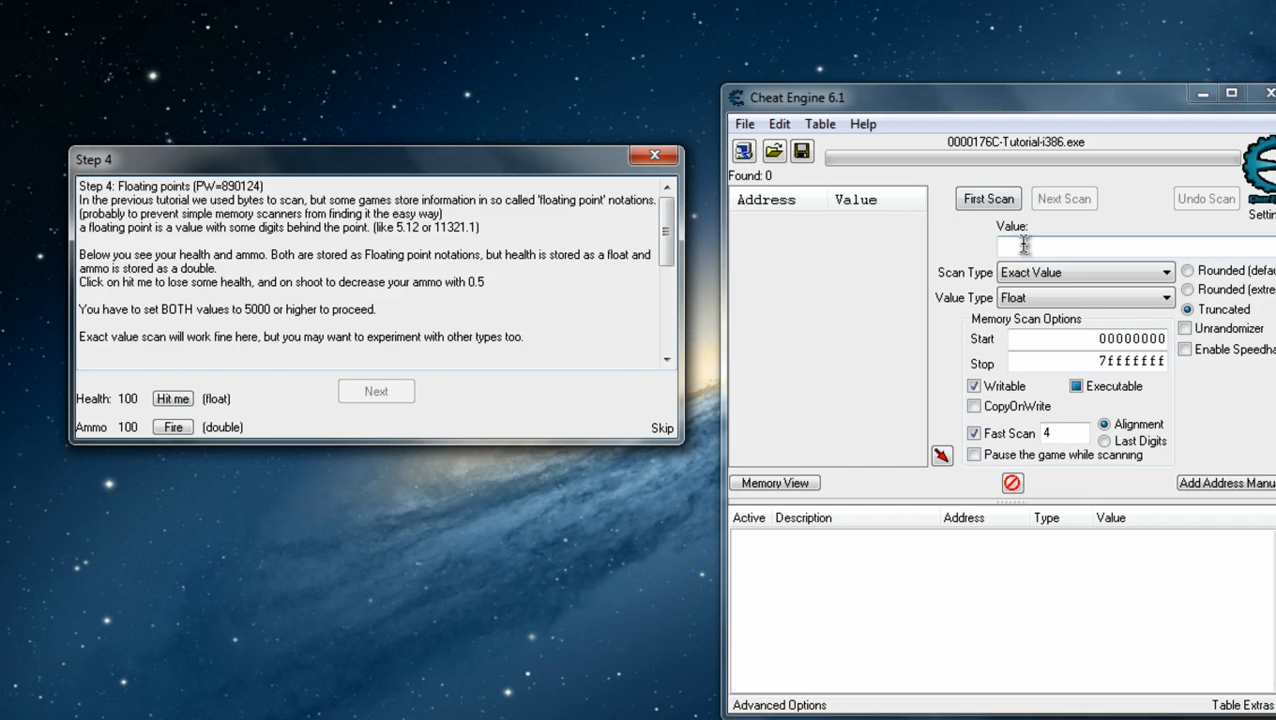 Step 4
Step 4: Floating points (PW=890124)
In the previous tutorial we used bytes to scan, but some games store information in so called 'floating point' notations.
(probably to prevent simple memory scanners from finding it the easy way)
a floating point is a value with some digits behind the point. (like 5.12 or 11321.1)
Below you see your health and ammo. Both are stored as Floating point notations, but health is stored as a float and
ammo is stored as a double.
Click on hit me to lose some health, and on shoot to decrease your ammo with 0.5
You have to set BOTH values to 5000 or higher to proceed.
Exact value scan will work fine here, but you may want to experiment with other types too.
Next
Health: 100 Hit me (float)
Ammo 100 Fire (double)
Skip
Cheat Engine 6.1
File Edit Table Help
0000176C-Tutorial-i386.exe
Found: 0
Address Value
First Scan Next Scan Undo Scan
Settin
Value:
Scan Type Exact Value
Value Type Float
Rounded (defau
Rounded (extre
Truncated
Unrandomizer
Enable Speedha
Memory Scan Options
Start 00000000
Stop 7fffffff
Writable Executable
CopyOnWrite
Fast Scan 4 Alignment
Last Digits
Pause the game while scanning
Memory View Add Address Manu
Active Description Address Type Value
Advanced Options Table Extras